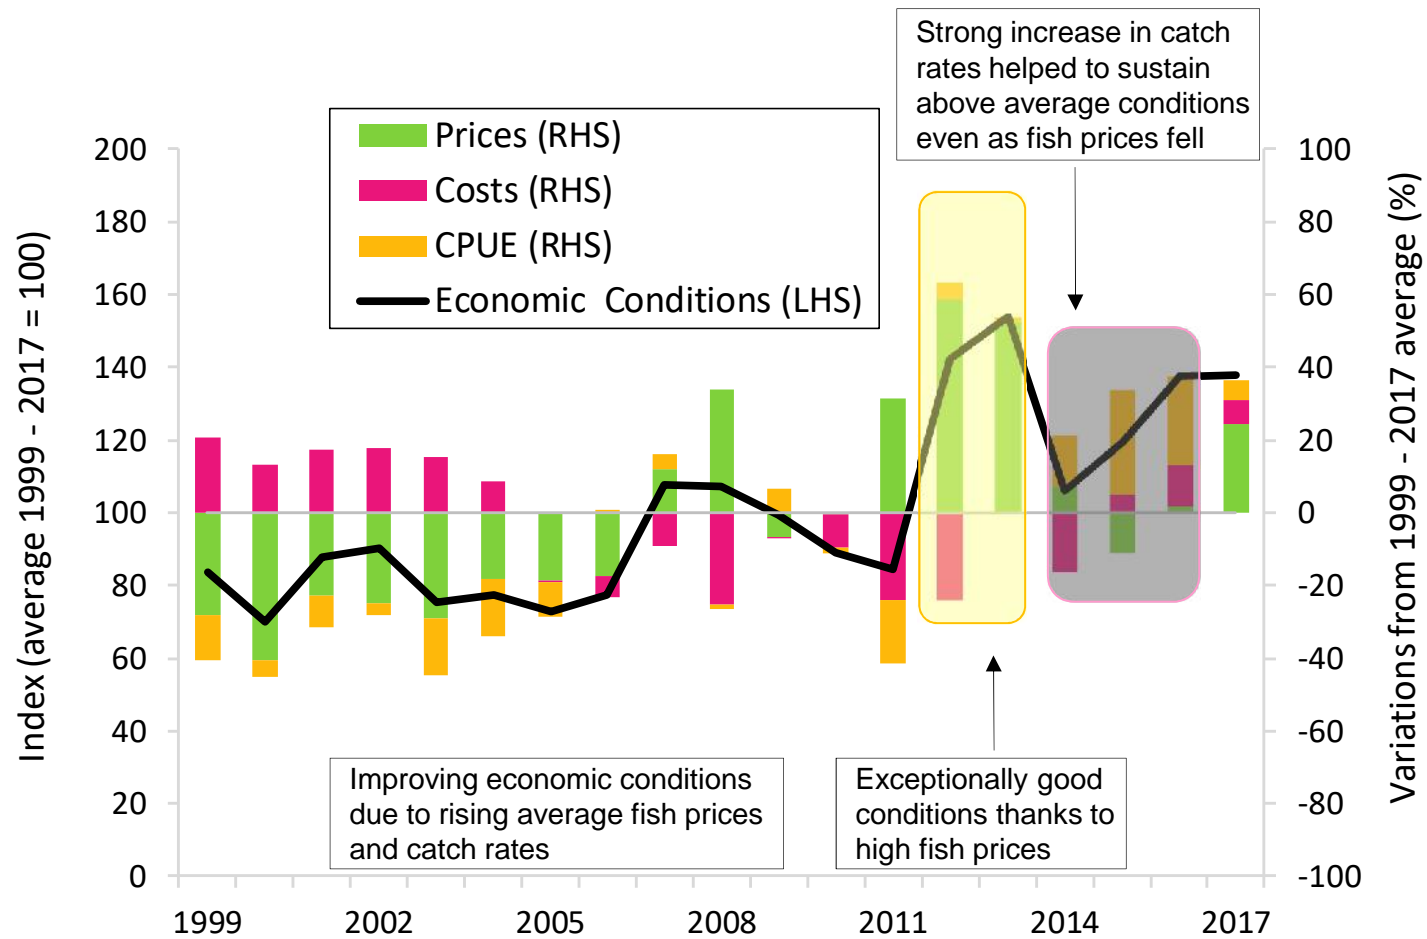 Strong increase in catch
rates helped to sustain
above average conditions
even as fish prices fell
Prices (RHS)
Costs (RHS)
CPUE (RHS)
Economic Conditions (LHS)
Index (average 1999 - 2017 = 100)
200
180
160
140
120
100
80
60
40
20
0
100
80
60
40
20
0
-20
-40
-60
-80
-100
Variations from 1999 - 2017 average (%)
Improving economic conditions
due to rising average fish prices
and catch rates
Exceptionally good
conditions thanks to
high fish prices
1999 2002 2005 2008 2011 2014 2017